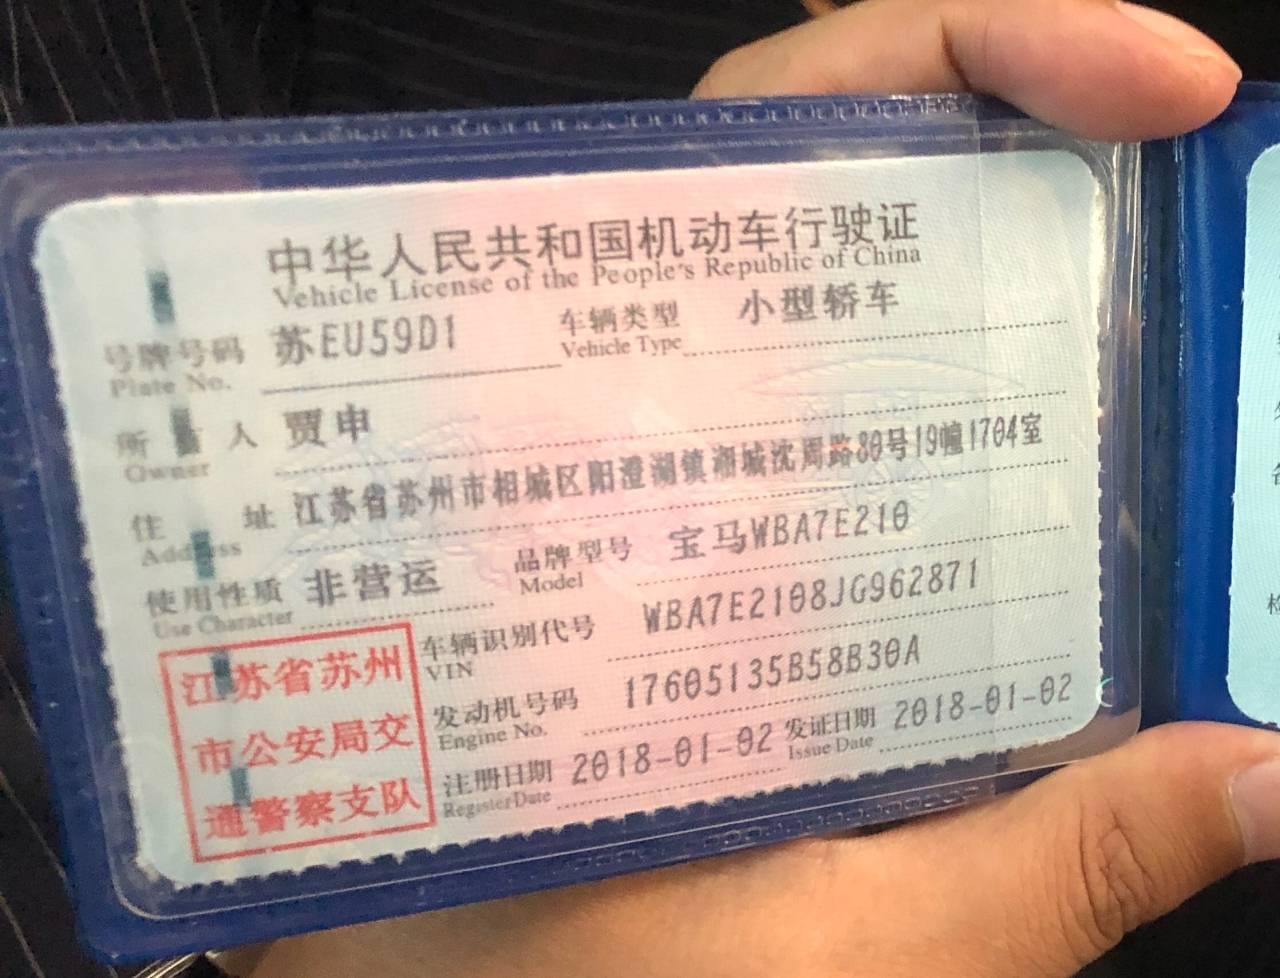 中华人民共和国机动车行驶证
Vehicle License of the People's Republic of China
号牌号码 苏EU59D1 车辆类型 小型轿车
Plate No. Vehicle Type
所有人 贾申
Owner
住址 江苏省苏州市相城区阳澄湖镇湘城沈周路80号19幢1704室
Address
使用性质 非营运 品牌型号 宝马WBA7E210
Use Character Model
车辆识别代号 WBA7E2108JG962871
VIN
发动机号码 17605135B58B30A
Engine No.
注册日期 2018-01-02 发证日期 2018-01-02
Register Date Issue Date
江苏省苏州
市公安局交
通警察支队